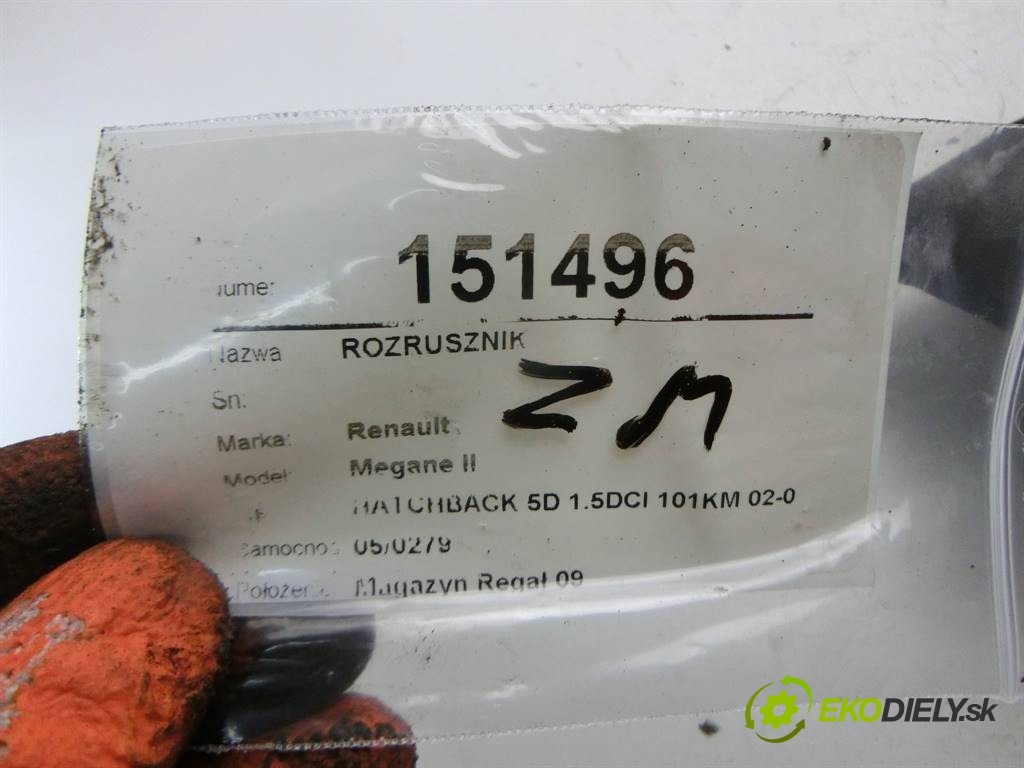 151496
Nazwa ROZRUSZNIK
Sn.
ZM
Marka: Renault
Model Megane II
HATCHBACK 5D 1.5DCI 101KM 02-0
05/0279
Magazyn Regał 09
EKODIELY.sk